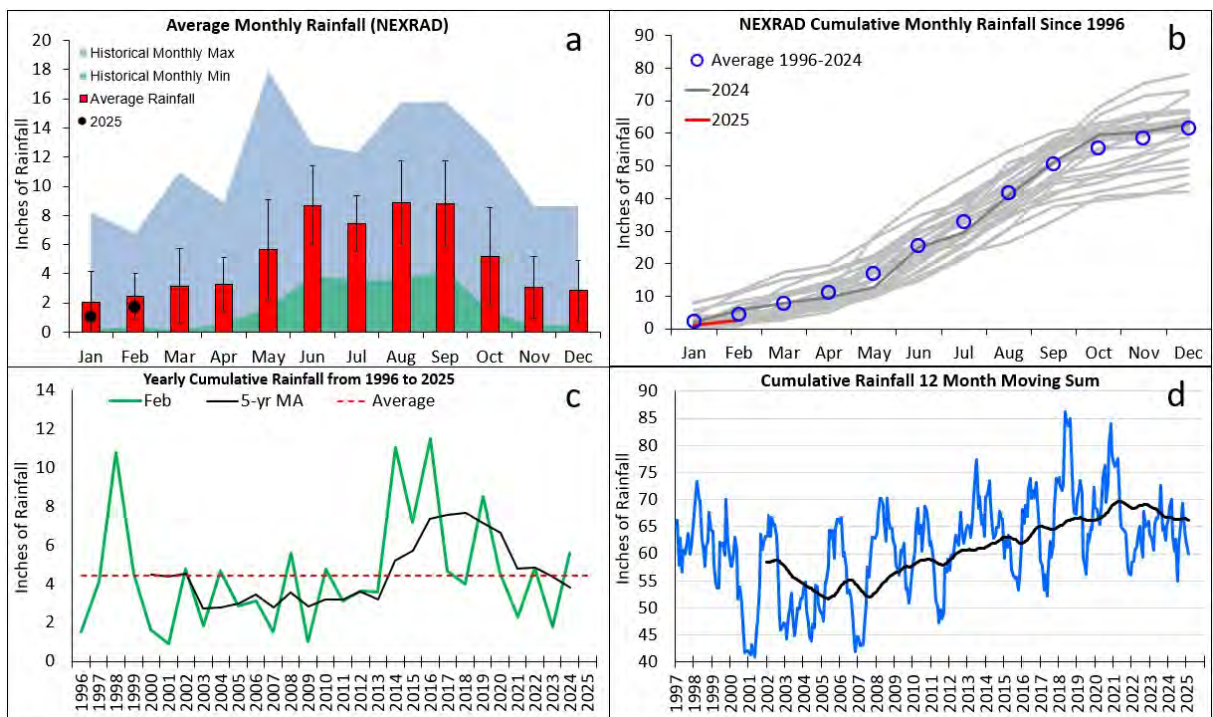 Average Monthly Rainfall (NEXRAD)
a
Historical Monthly Max
Historical Monthly Min
Average Rainfall
2025
Inches of Rainfall
20
18
16
14
12
10
8
6
4
2
0
Jan Feb Mar Apr May Jun Jul Aug Sep Oct Nov Dec
NEXRAD Cumulative Monthly Rainfall Since 1996
b
Average 1996-2024
2024
2025
Inches of Rainfall
90
80
70
60
50
40
30
20
10
0
Jan Feb Mar Apr May Jun Jul Aug Sep Oct Nov Dec
Yearly Cumulative Rainfall from 1996 to 2025
c
Feb 5-yr MA Average
Inches of Rainfall
14
12
10
8
6
4
2
0
1996 1997 1998 1999 2000 2001 2002 2003 2004 2005 2006 2007 2008 2009 2010 2011 2012 2013 2014 2015 2016 2017 2018 2019 2020 2021 2022 2023 2024 2025
Cumulative Rainfall 12 Month Moving Sum
d
Inches of Rainfall
90
85
80
75
70
65
60
55
50
45
40
1997 1998 1999 2000 2001 2002 2003 2004 2005 2006 2007 2008 2009 2010 2011 2012 2013 2014 2015 2016 2017 2018 2019 2020 2021 2022 2023 2024 2025